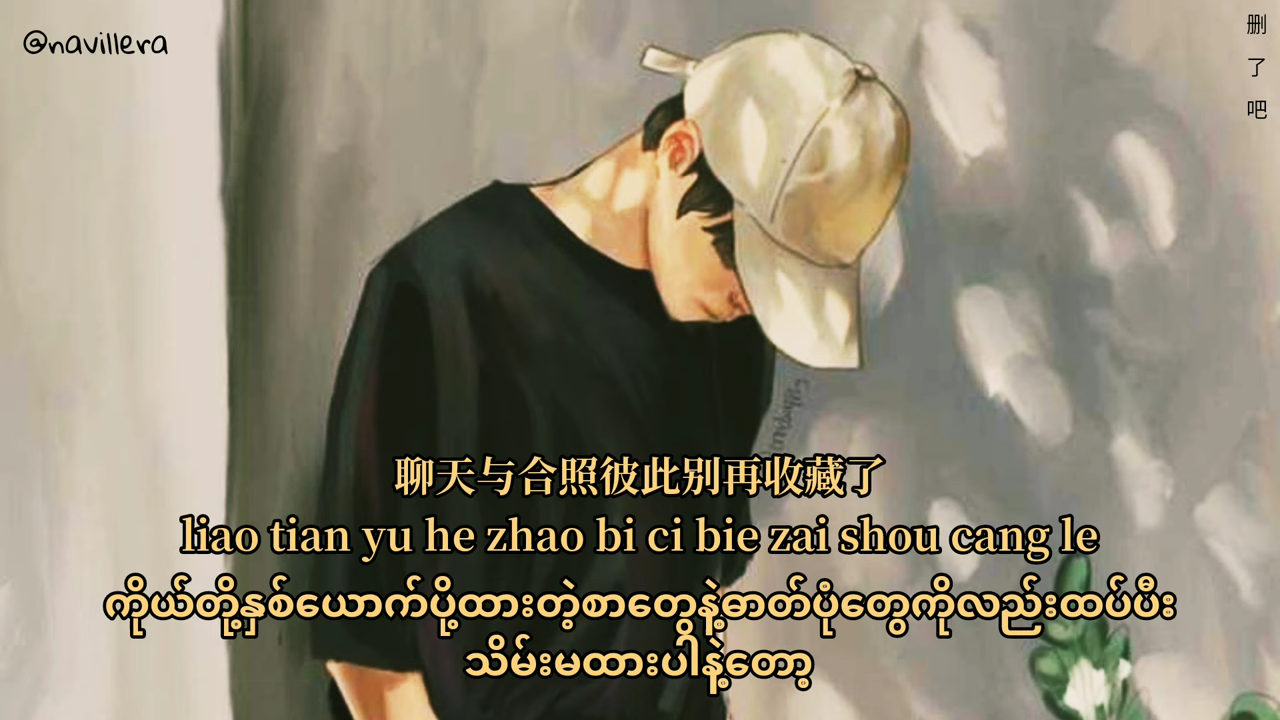 @navillera
删了吧
聊天与合照彼此别再收藏了
liao tian yu he zhao bi ci bie zai shou cang le
ကိုယ်တို့နှစ်ယောက်ပို့ထားတဲ့စာတွေနဲ့ဓာတ်ပုံတွေကိုလည်းထပ်ပီး
သိမ်းမထားပါနဲ့တော့